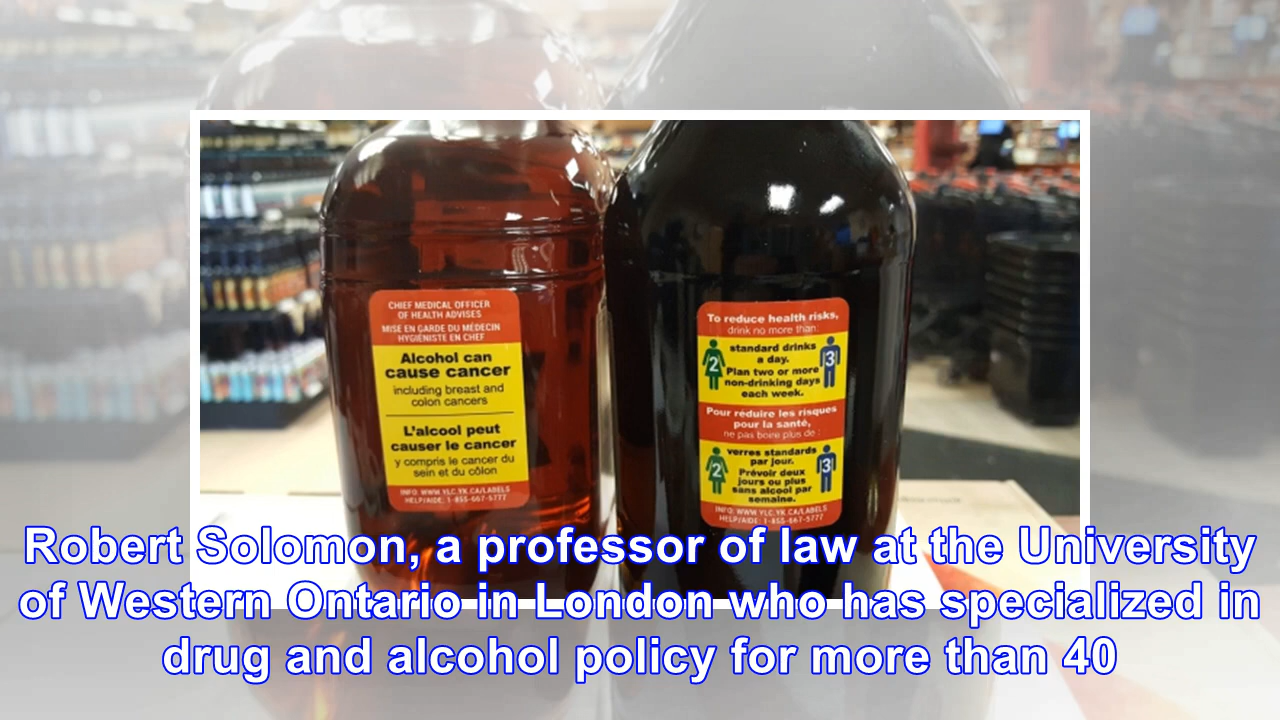 CHIEF MEDICAL OFFICER
OF HEALTH ADVISES
MISE EN GARDE DU MÉDECIN
HYGIÉNISTE EN CHEF
Alcohol can
cause cancer
including breast and
colon cancers
L'alcool peut
causer le cancer
y compris le cancer du
sein et du côlon
INFO: WWW.YLC.YK.CA/LABELS
HELP/AIDE: 1-855-667-5777
To reduce health risks,
drink no more than:
2 standard drinks 3
a day.
Plan two or more
non-drinking days
each week.
Pour réduire les risques
pour la santé,
ne pas boire plus de :
2 verres standards 3
par jour.
Prévoir deux
jours ou plus
sans alcool par
semaine.
INFO: WWW.YLC.YK.CA/LABELS
HELP/AIDE: 1-855-667-5777
Robert Solomon, a professor of law at the University
of Western Ontario in London who has specialized in
drug and alcohol policy for more than 40